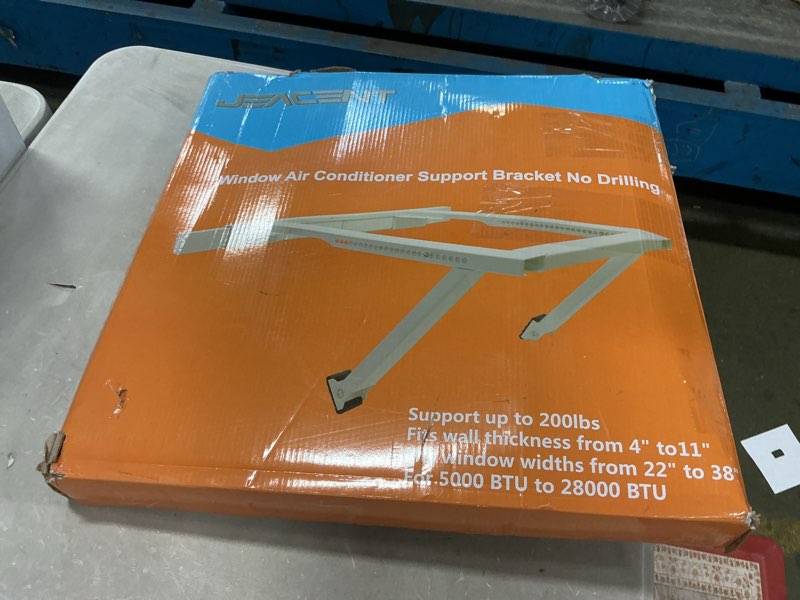 JEACENT
Window Air Conditioner Support Bracket No Drilling
Support up to 200lbs
Fits wall thickness from 4" to11"
window widths from 22" to 38"
For 5000 BTU to 28000 BTU